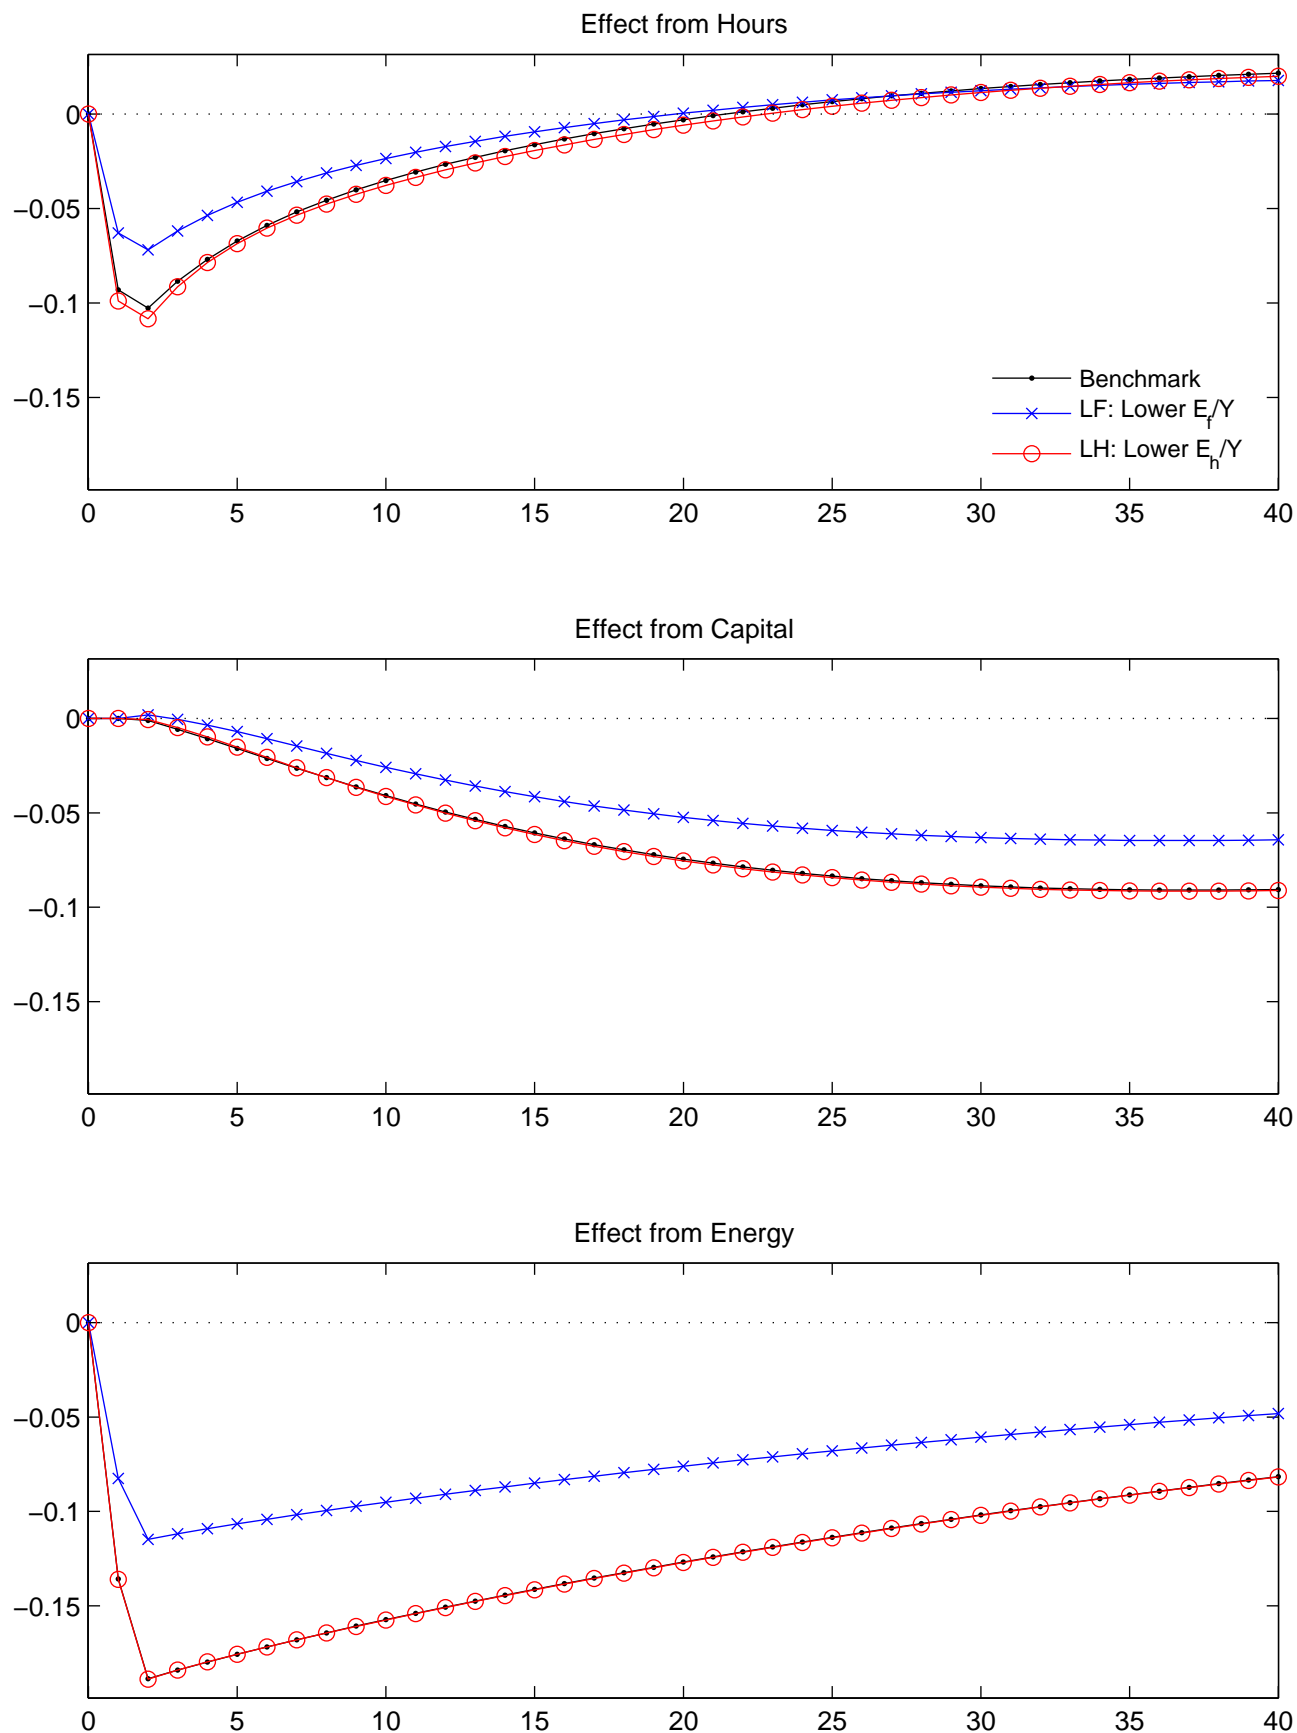 Effect from Hours
0
−0.05
−0.1
−0.15
Benchmark
LF: Lower E_f/Y
LH: Lower E_h/Y
0 5 10 15 20 25 30 35 40
Effect from Capital
0
−0.05
−0.1
−0.15
0 5 10 15 20 25 30 35 40
Effect from Energy
0
−0.05
−0.1
−0.15
0 5 10 15 20 25 30 35 40